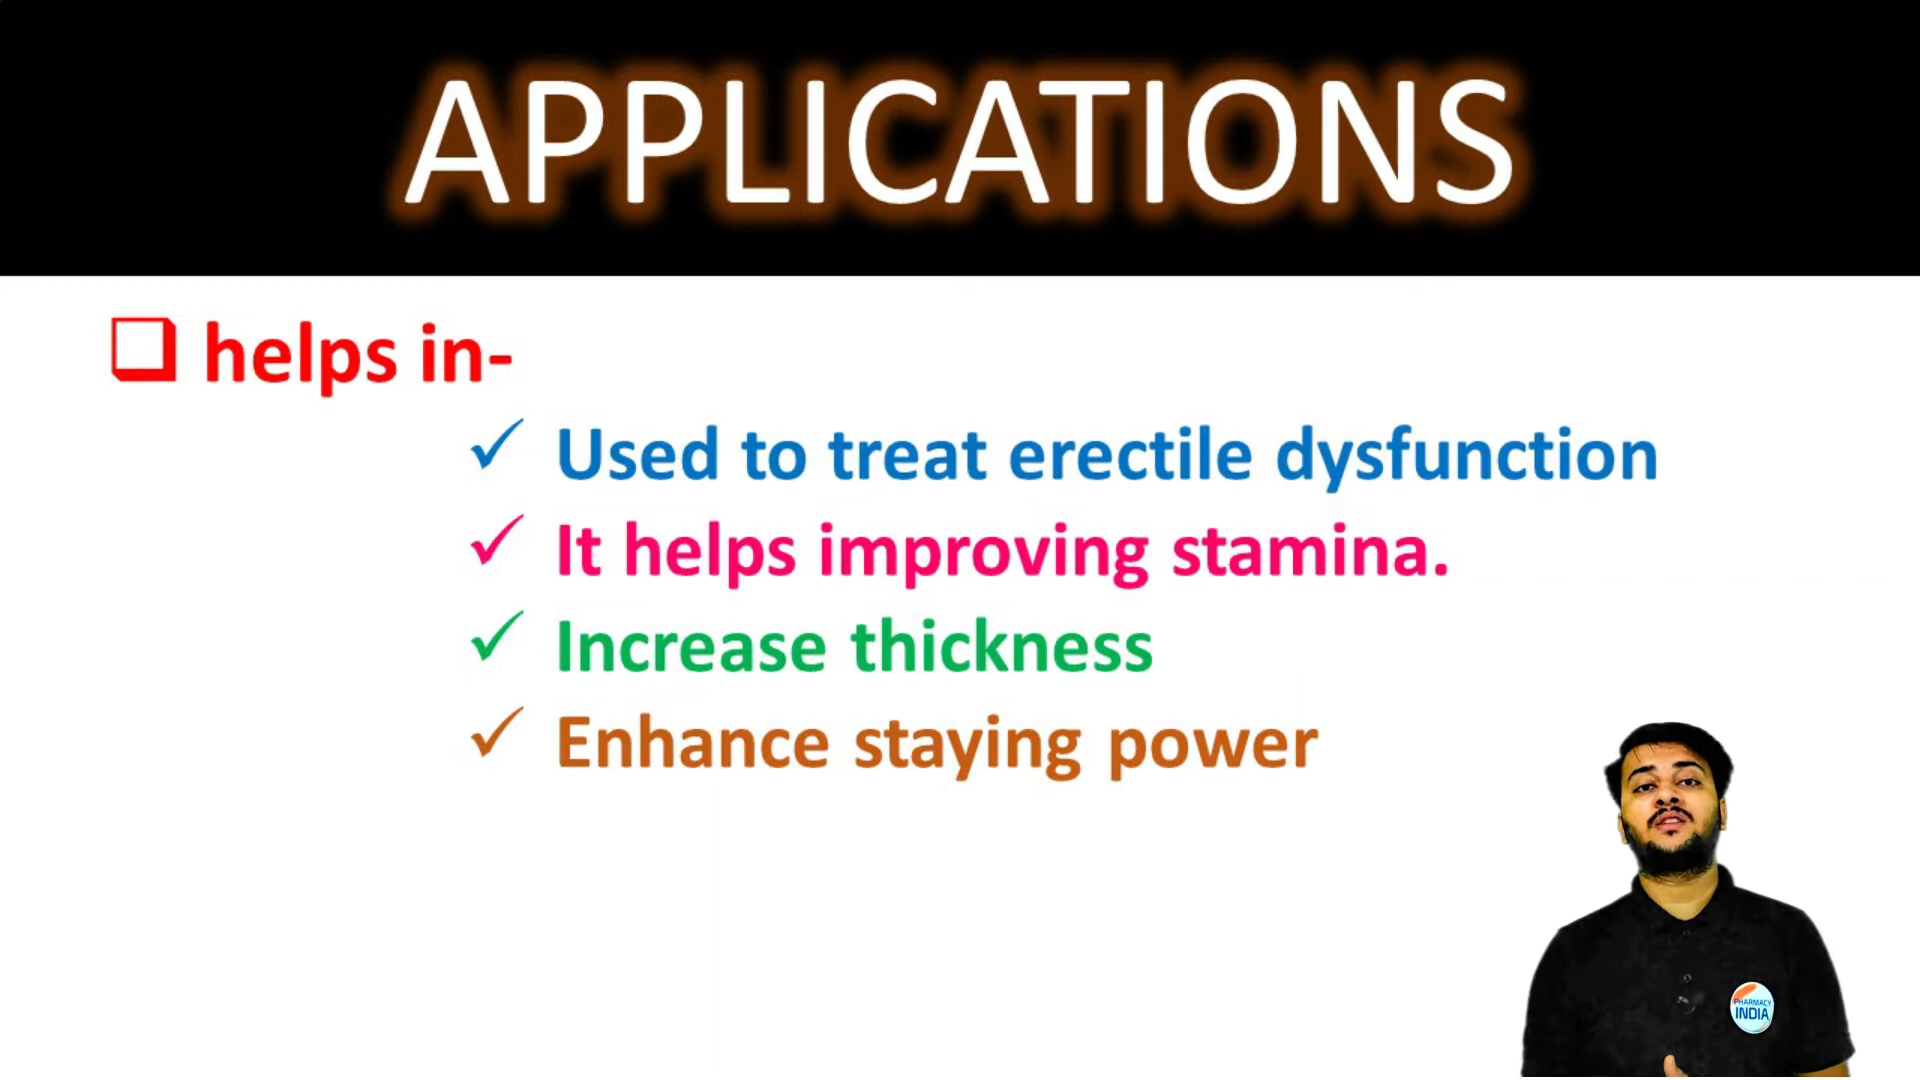 APPLICATIONS
helps in-
Used to treat erectile dysfunction
It helps improving stamina.
Increase thickness
Enhance staying power
PHARMACY
INDIA